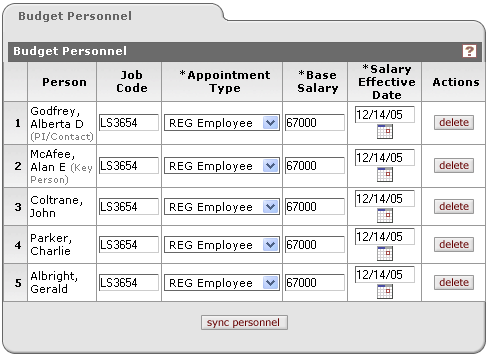 Budget Personnel
Budget Personnel ?
Person Job Code *Appointment Type *Base Salary *Salary Effective Date Actions
1 Godfrey, Alberta D (PI/Contact) LS3654 REG Employee 67000 12/14/05 delete
2 McAfee, Alan E (Key Person) LS3654 REG Employee 67000 12/14/05 delete
3 Coltrane, John LS3654 REG Employee 67000 12/14/05 delete
4 Parker, Charlie LS3654 REG Employee 67000 12/14/05 delete
5 Albright, Gerald LS3654 REG Employee 67000 12/14/05 delete
sync personnel